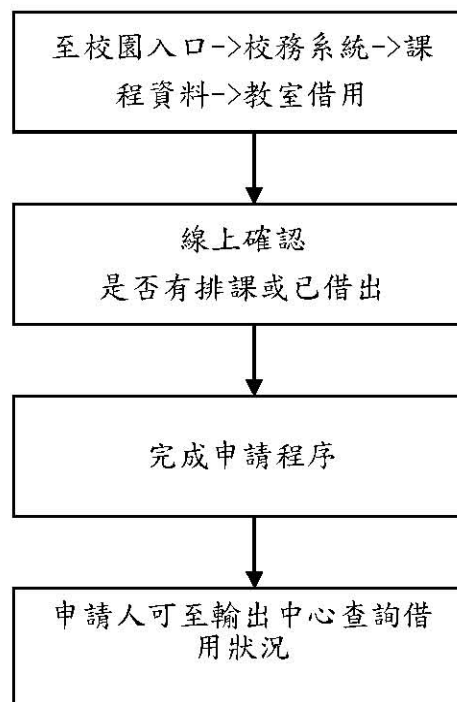 至校園入口->校務系統->課
程資料->教室借用
線上確認
是否有排課或已借出
完成申請程序
申請人可至輸出中心查詢借
用狀況